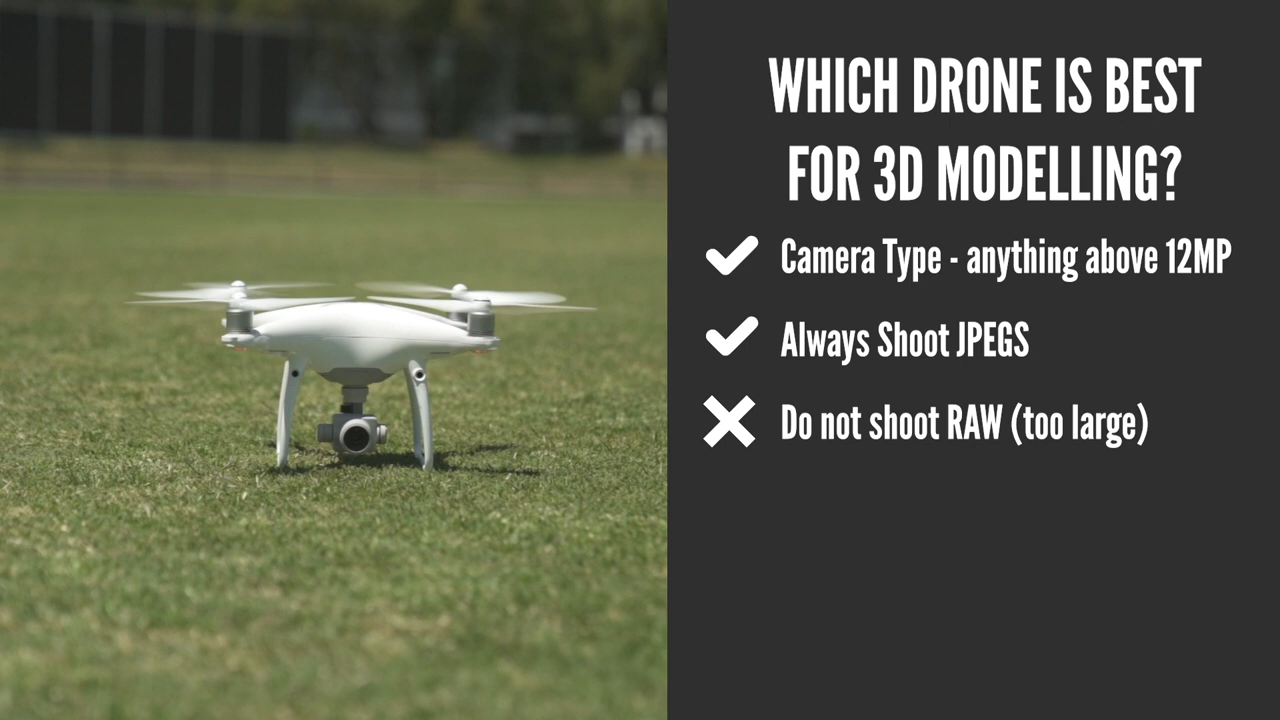 WHICH DRONE IS BEST
FOR 3D MODELLING?
Camera Type - anything above 12MP
Always Shoot JPEGS
Do not shoot RAW (too large)